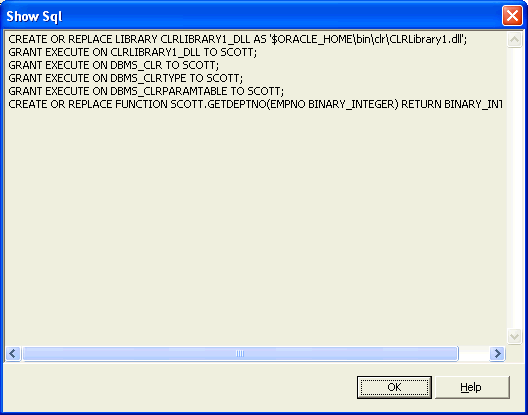 Show Sql
CREATE OR REPLACE LIBRARY CLRLIBRARY1_DLL AS '$ORACLE_HOME\bin\clr\CLRLibrary1.dll';
GRANT EXECUTE ON CLRLIBRARY1_DLL TO SCOTT;
GRANT EXECUTE ON DBMS_CLR TO SCOTT;
GRANT EXECUTE ON DBMS_CLRTYPE TO SCOTT;
GRANT EXECUTE ON DBMS_CLRPARAMTABLE TO SCOTT;
CREATE OR REPLACE FUNCTION SCOTT.GETDEPTNO(EMPNO BINARY_INTEGER) RETURN BINARY_INT
OK
Help